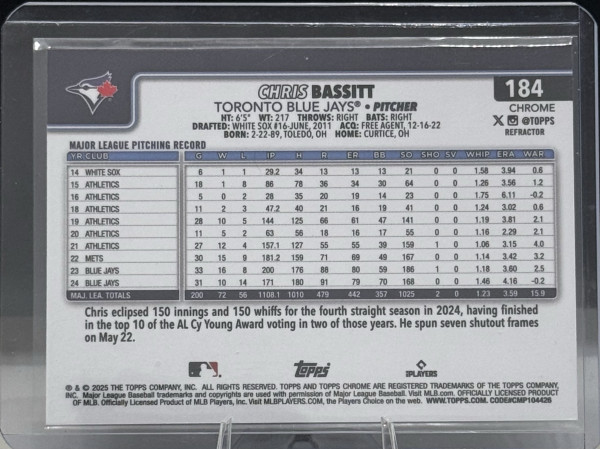 184
CHRIS BASSITT
TORONTO BLUE JAYS® • PITCHER
CHROME
HT: 6'5" WT: 217 THROWS: RIGHT BATS: RIGHT
X @TOPPS
DRAFTED: WHITE SOX #16-JUNE, 2011 ACQ: FREE AGENT, 12-16-22
REFRACTOR
BORN: 2-22-89, TOLEDO, OH HOME: CURTICE, OH
MAJOR LEAGUE PITCHING RECORD
YR CLUB G W L IP H R ER BB SO SHO SV WHIP ERA WAR
14 WHITE SOX 6 1 1 29.2 34 13 13 13 21 0 0 1.58 3.94 0.6
15 ATHLETICS 18 1 8 86 78 36 34 30 64 0 0 1.26 3.56 1.2
16 ATHLETICS 5 0 2 28 35 20 19 14 23 0 0 1.75 6.11 -0.2
18 ATHLETICS 11 2 3 47.2 40 21 16 19 41 0 0 1.24 3.02 0.6
19 ATHLETICS 28 10 5 144 125 66 61 47 141 0 0 1.19 3.81 2.1
20 ATHLETICS 11 5 2 63 56 18 16 17 55 0 0 1.16 2.29 2.1
21 ATHLETICS 27 12 4 157.1 127 55 55 39 159 1 0 1.06 3.15 4.0
22 METS 30 15 9 181.2 159 71 69 49 167 0 0 1.14 3.42 3.2
23 BLUE JAYS 33 16 8 200 176 88 80 59 186 1 0 1.18 3.60 2.5
24 BLUE JAYS 31 10 14 171 180 91 79 70 168 0 0 1.46 4.16 -0.2
MAJ. LEA. TOTALS 200 72 56 1108.1 1010 479 442 357 1025 2 0 1.23 3.59 15.9
Chris eclipsed 150 innings and 150 whiffs for the fourth straight season in 2024, having finished
in the top 10 of the AL Cy Young Award voting in two of those years. He spun seven shutout frames
on May 22.
Topps
PLAYERS
® & © 2025 THE TOPPS COMPANY, INC. ALL RIGHTS RESERVED. TOPPS AND TOPPS CHROME ARE REGISTERED TRADEMARKS OF THE TOPPS COMPANY,
INC. Major League Baseball trademarks and copyrights are used with permission of Major League Baseball. Visit MLB.com. OFFICIALLY LICENSED PRODUCT
OF MLB. Officially Licensed Product of MLB Players, Inc. Visit MLBPLAYERS.COM, the Players Choice on the web. WWW.TOPPS.COM. CODE#CMP104426